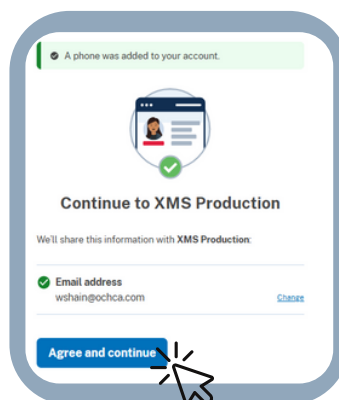 A phone was added to your account.
Continue to XMS Production
We'll share this information with XMS Production:
Email address
wshain@ochca.com
Change
Agree and continue